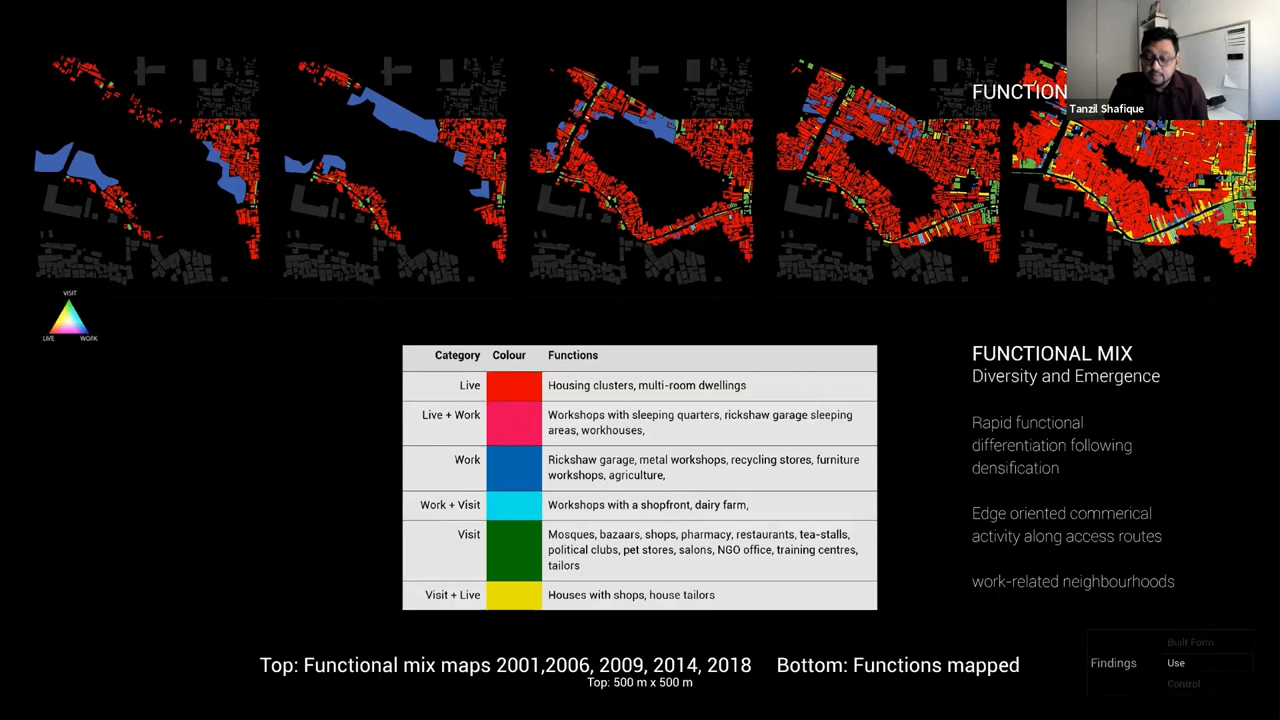 FUNCTION
Tanzil Shafique
VISIT
LIVE
WORK
Category Colour Functions
Live Housing clusters, multi-room dwellings
Live + Work Workshops with sleeping quarters, rickshaw garage sleeping
areas, workhouses,
Work Rickshaw garage, metal workshops, recycling stores, furniture
workshops, agriculture,
Work + Visit Workshops with a shopfront, dairy farm,
Visit Mosques, bazaars, shops, pharmacy, restaurants, tea-stalls,
political clubs, pet stores, salons, NGO office, training centres,
tailors
Visit + Live Houses with shops, house tailors
FUNCTIONAL MIX
Diversity and Emergence
Rapid functional
differentiation following
densification
Edge oriented commerical
activity along access routes
work-related neighbourhoods
Top: Functional mix maps 2001,2006, 2009, 2014, 2018 Bottom: Functions mapped
Top: 500 m x 500 m
Findings
Built Form
Use
Control